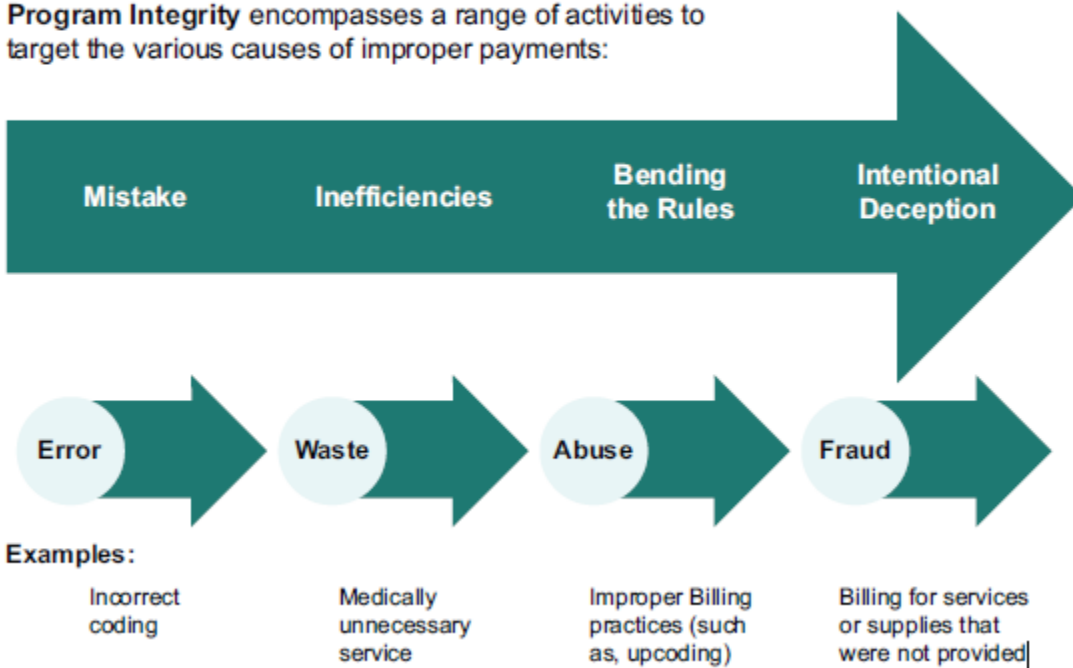 Program Integrity encompasses a range of activities to
target the various causes of improper payments:
Mistake
Inefficiencies
Bending
the Rules
Intentional
Deception
Error
Waste
Abuse
Fraud
Examples:
Incorrect
coding
Medically
unnecessary
service
Improper Billing
practices (such
as, upcoding)
Billing for services
or supplies that
were not provided